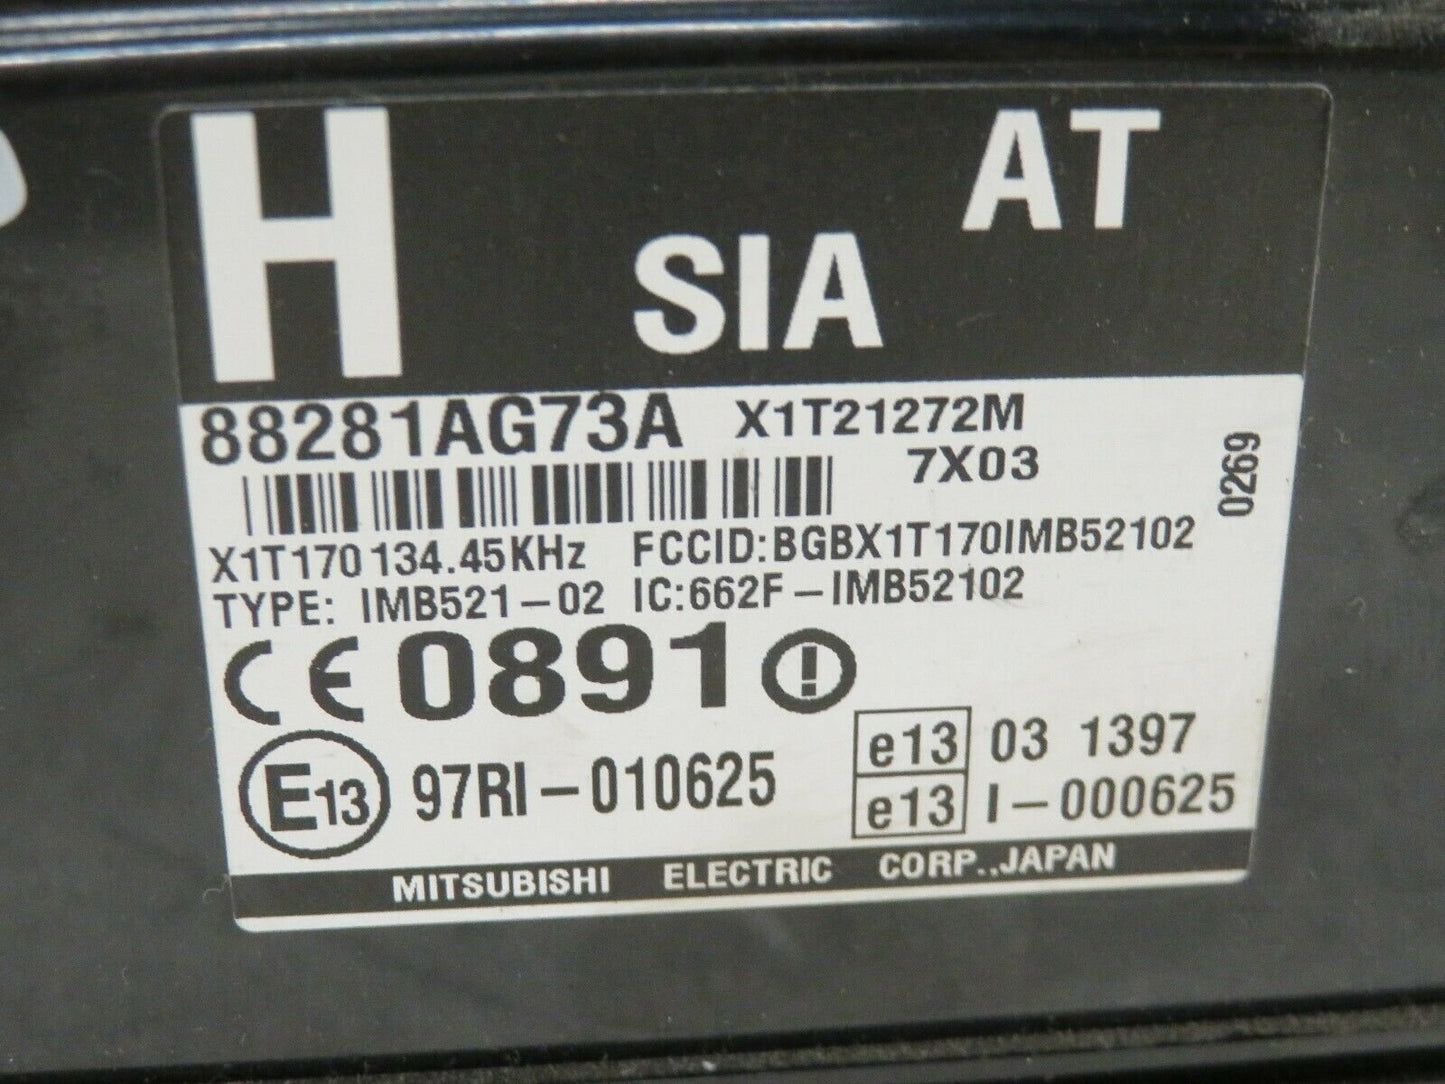 H SIA AT
88281AG73A X1T21272M
7X03
0269
X1T170 134.45KHz FCCID:BGBX1T170IMB52102
TYPE: IMB521-02 IC:662F-IMB52102
CE 0891
E13 97RI-010625
e13 03 1397
e13 I-000625
MITSUBISHI ELECTRIC CORP.,JAPAN